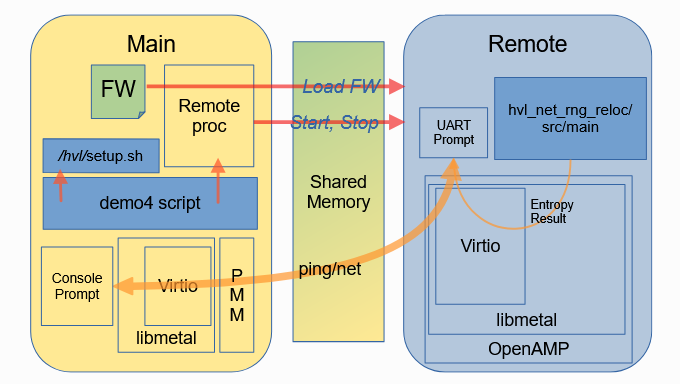 Main
FW
Remote
proc
/hvl/setup.sh
demo4 script
Console
Prompt
Virtio
libmetal
P
M
M
Load FW
Start, Stop
Shared
Memory
ping/net
Remote
UART
Prompt
hvl_net_rng_reloc/
src/main
Entropy
Result
Virtio
libmetal
OpenAMP